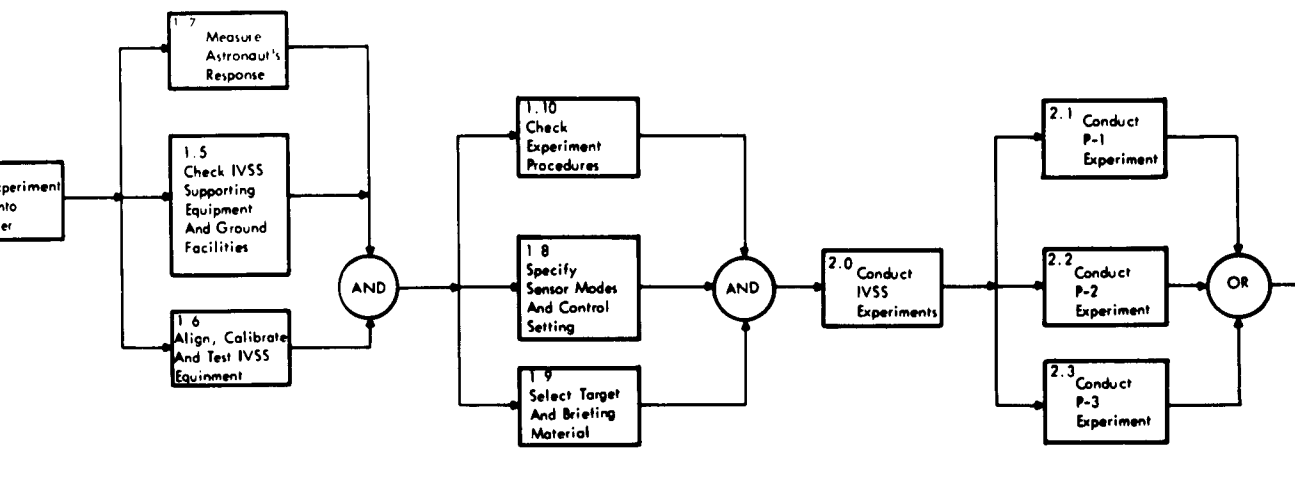 xperiment
nto
er
1 7
Measure
Astronaut's
Response
1.5
Check IVSS
Supporting
Equipment
And Ground
Facilities
1 6
Align, Calibrate
And Test IVSS
Equinment
AND
1.10
Check
Experiment
Procedures
1 8
Specify
Sensor Modes
And Control
Setting
1 9
Select Target
And Briefing
Material
AND
2.0
Conduct
IVSS
Experiments
2.1
Conduct
P-1
Experiment
2.2
Conduct
P-2
Experiment
2.3
Conduct
P-3
Experiment
OR